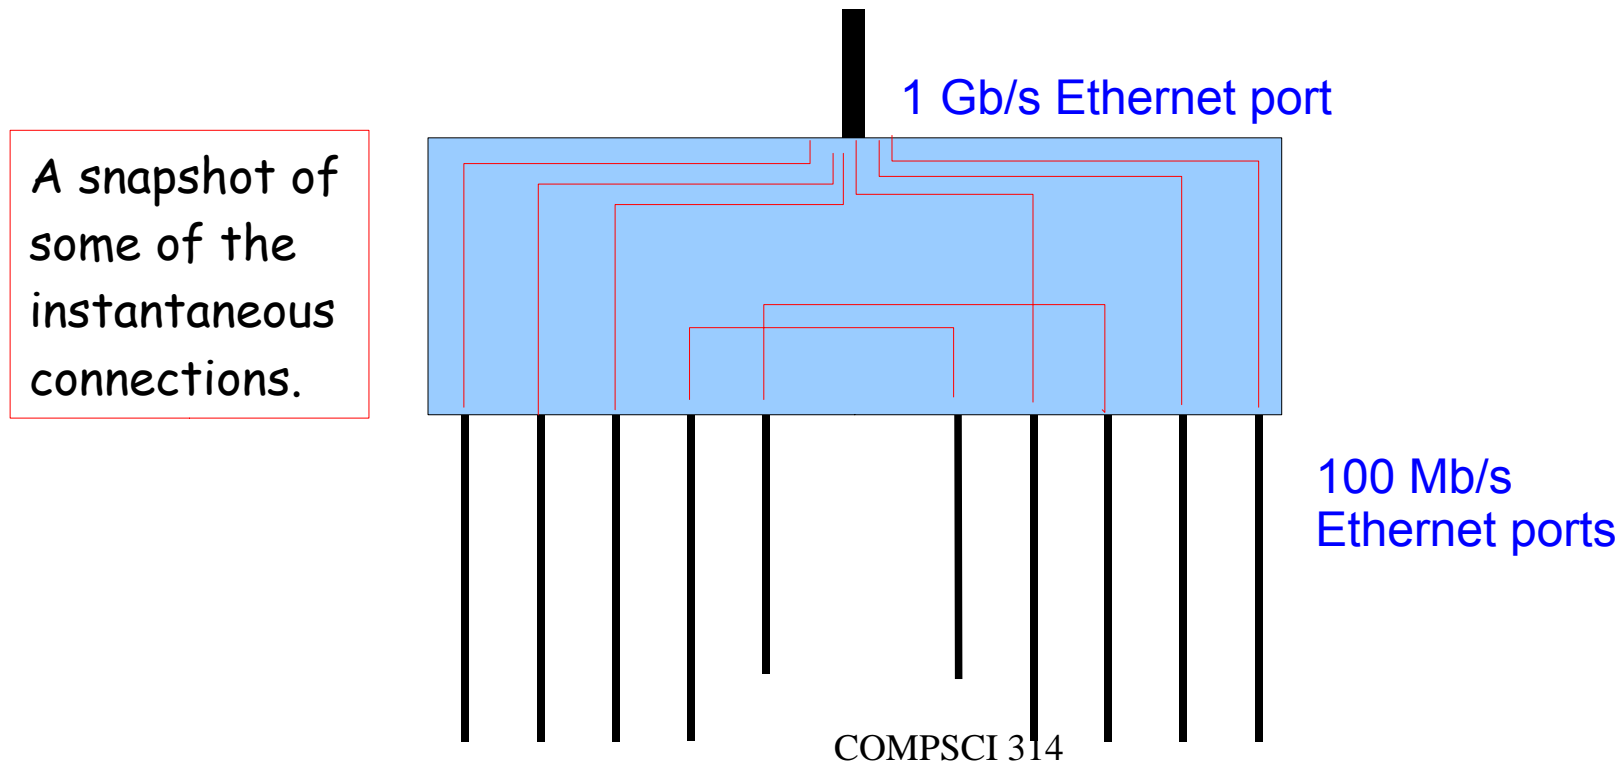 1 Gb/s Ethernet port
A snapshot of
some of the
instantaneous
connections.
100 Mb/s
Ethernet ports
COMPSCI 314